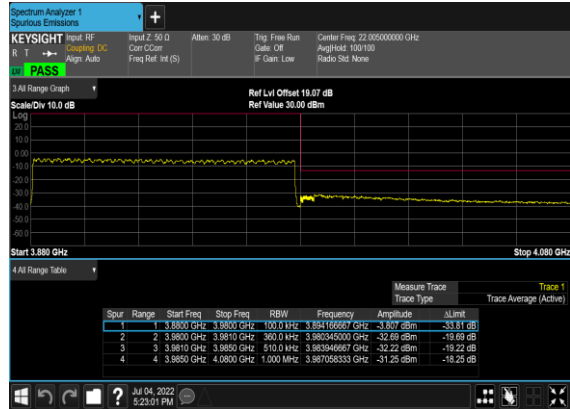 Spectrum Analyzer 1
Spurious Emissions
KEYSIGHT Input: RF Input Z: 50 Ω Atten: 30 dB Trig: Free Run Center Freq: 22.005000000 GHz
R T Coupling: DC Corr CCorr Gate: Off Avg|Hold: 100/100
Align: Auto Freq Ref: Int (S) IF Gain: Low Radio Std: None
PASS
3 All Range Graph
Ref Lvl Offset 19.07 dB
Scale/Div 10.0 dB Ref Value 30.00 dBm
Log
20.0
10.0
0.00
-10.0
-20.0
-30.0
-40.0
-50.0
-60.0
Start 3.880 GHz Stop 4.080 GHz
4 All Range Table
Measure Trace Trace 1
Trace Type Trace Average (Active)
Spur Range Start Freq Stop Freq RBW Frequency Amplitude ΔLimit
1 1 3.8800 GHz 3.9800 GHz 100.0 kHz 3.894166667 GHz -3.807 dBm -33.81 dB
2 2 3.9800 GHz 3.9810 GHz 360.0 kHz 3.980345000 GHz -32.69 dBm -19.69 dB
3 3 3.9810 GHz 3.9850 GHz 510.0 kHz 3.983946667 GHz -32.22 dBm -19.22 dB
4 4 3.9850 GHz 4.0800 GHz 1.000 MHz 3.987058333 GHz -31.25 dBm -18.25 dB
? Jul 04, 2022
5:23:01 PM